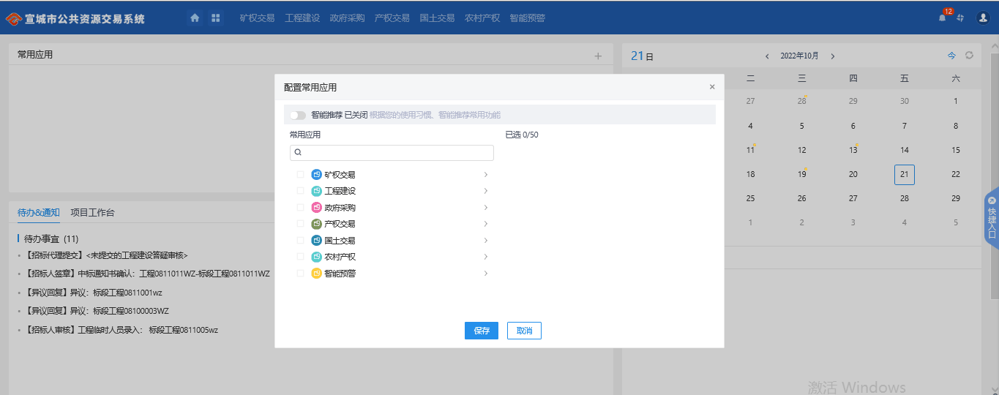 宣城市公共资源交易系统
矿权交易 工程建设 政府采购 产权交易 国土交易 农村产权 智能预警
12
常用应用
21日
2022年10月
今
二 三 四 五 六
27 28 29 30 1
4 5 6 7 8
11 12 13 14 15
18 19 20 21 22
25 26 27 28 29
1 2 3 4 5
配置常用应用
智能推荐 已关闭 根据您的使用习惯、智能推荐常用功能
常用应用
已选 0/50
矿权交易
工程建设
政府采购
产权交易
国土交易
农村产权
智能预警
保存 取消
待办&通知 项目工作台
待办事宜 (11)
【招标代理提交】<未提交的工程建设答疑审核>
【招标人签章】中标通知书确认：工程0811011WZ-标段工程0811011WZ
【异议回复】异议：标段工程0811001wz
【异议回复】异议：标段工程08100003WZ
【招标人审核】工程临时人员录入： 标段工程0811005wz
快捷入口
激活 Windows